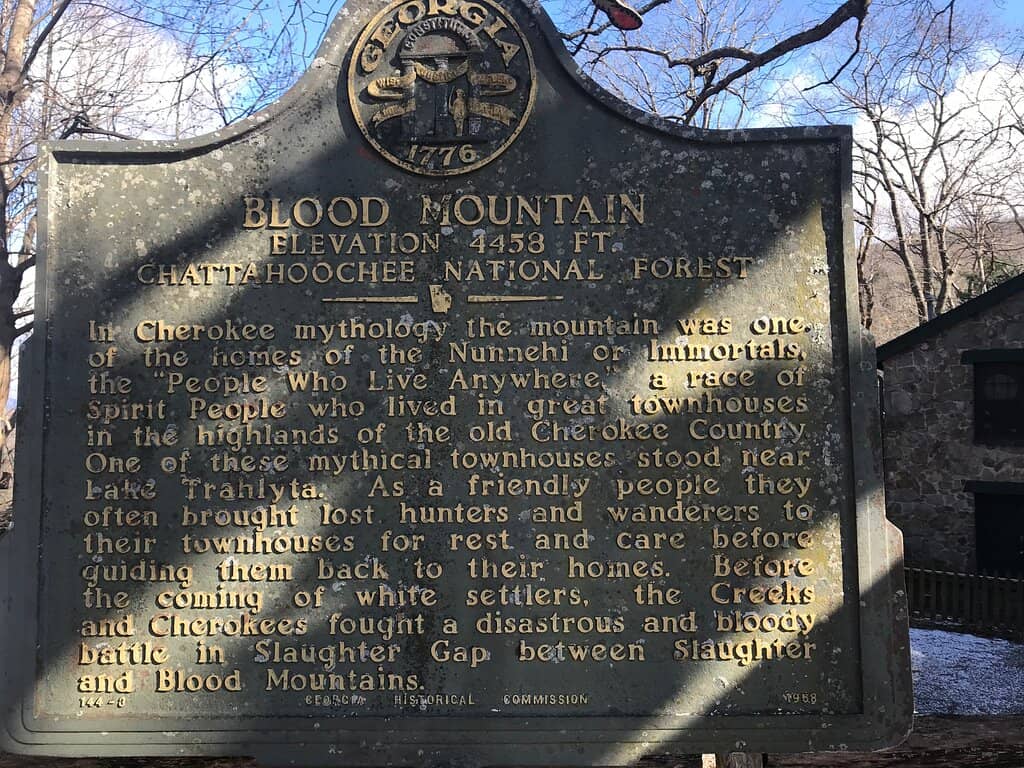 GEORGIA
CONSTITUTION
1776
BLOOD MOUNTAIN
ELEVATION 4458 FT.
CHATTAHOOCHEE NATIONAL FOREST
In Cherokee mythology the mountain was one
of the homes of the Nunnehi or Immortals,
the "People Who Live Anywhere," a race of
Spirit People who lived in great townhouses
in the highlands of the old Cherokee Country.
One of these mythical townhouses stood near
Lake Trahlyta. As a friendly people they
often brought lost hunters and wanderers to
their townhouses for rest and care before
guiding them back to their homes. Before
the coming of white settlers, the Creeks
and Cherokees fought a disastrous and bloody
battle in Slaughter Gap between Slaughter
and Blood Mountains.
GEORGIA HISTORICAL COMMISSION